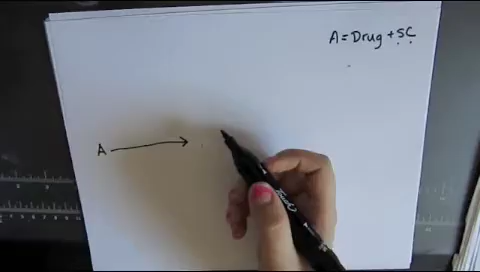 A = Drug + SC
A